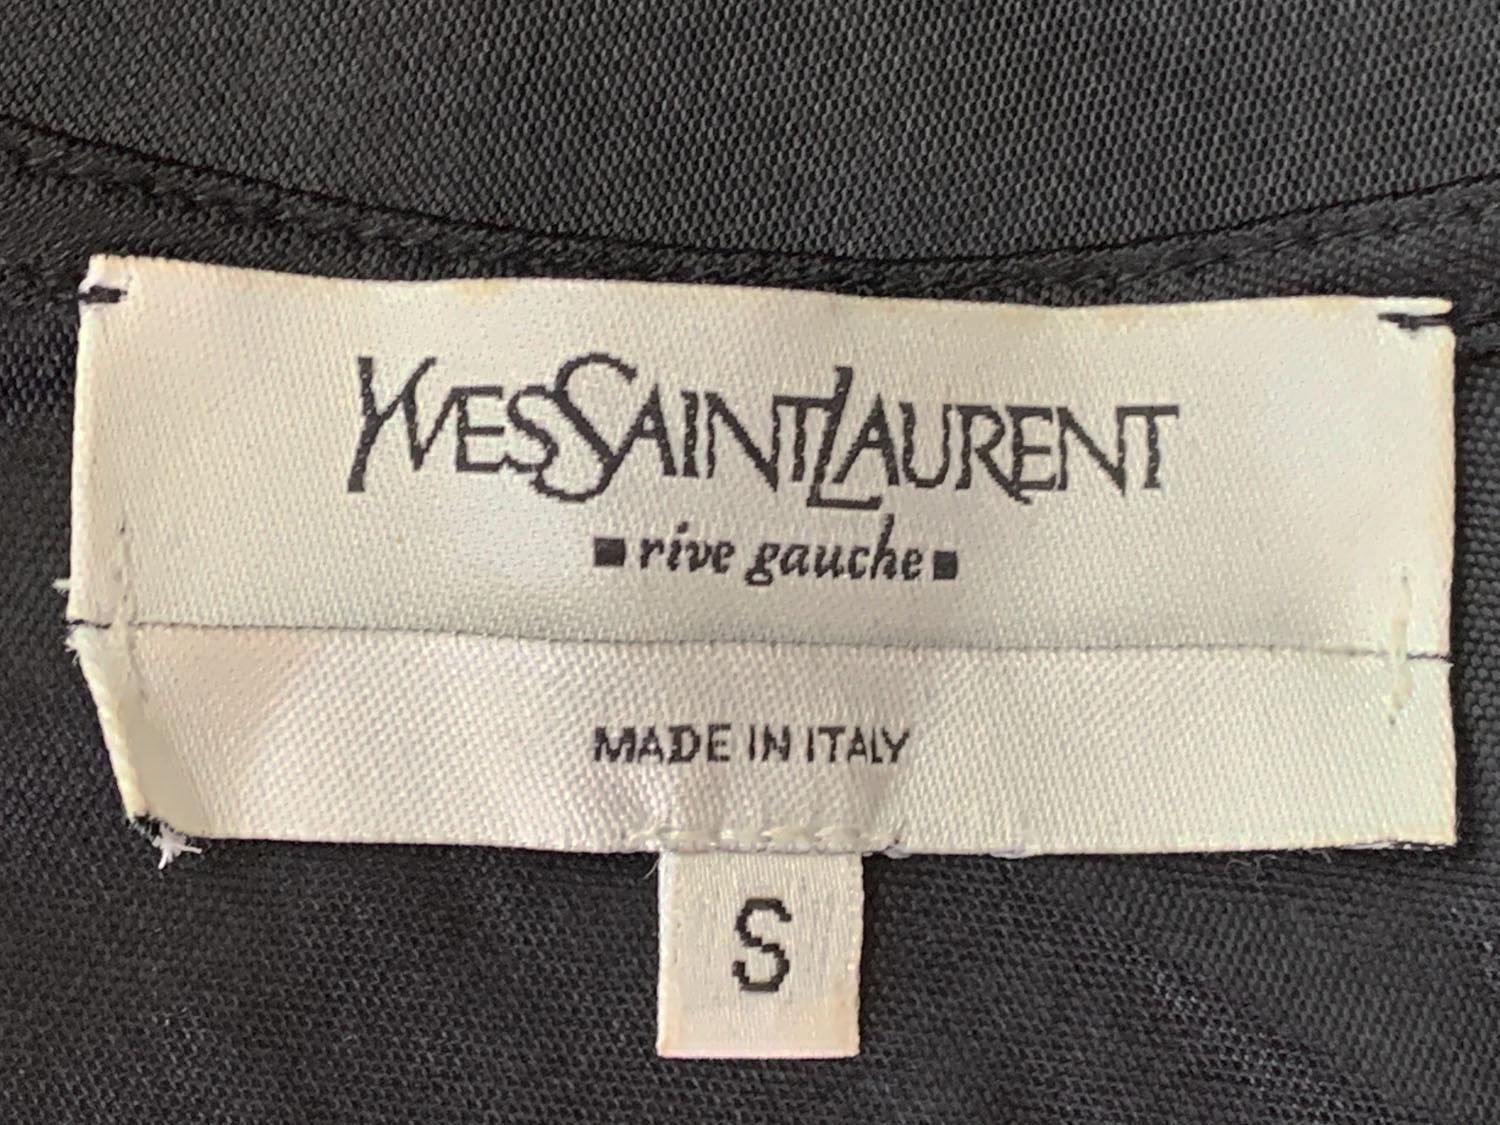 YVESSAINTLAURENT
rive gauche
MADE IN ITALY
S